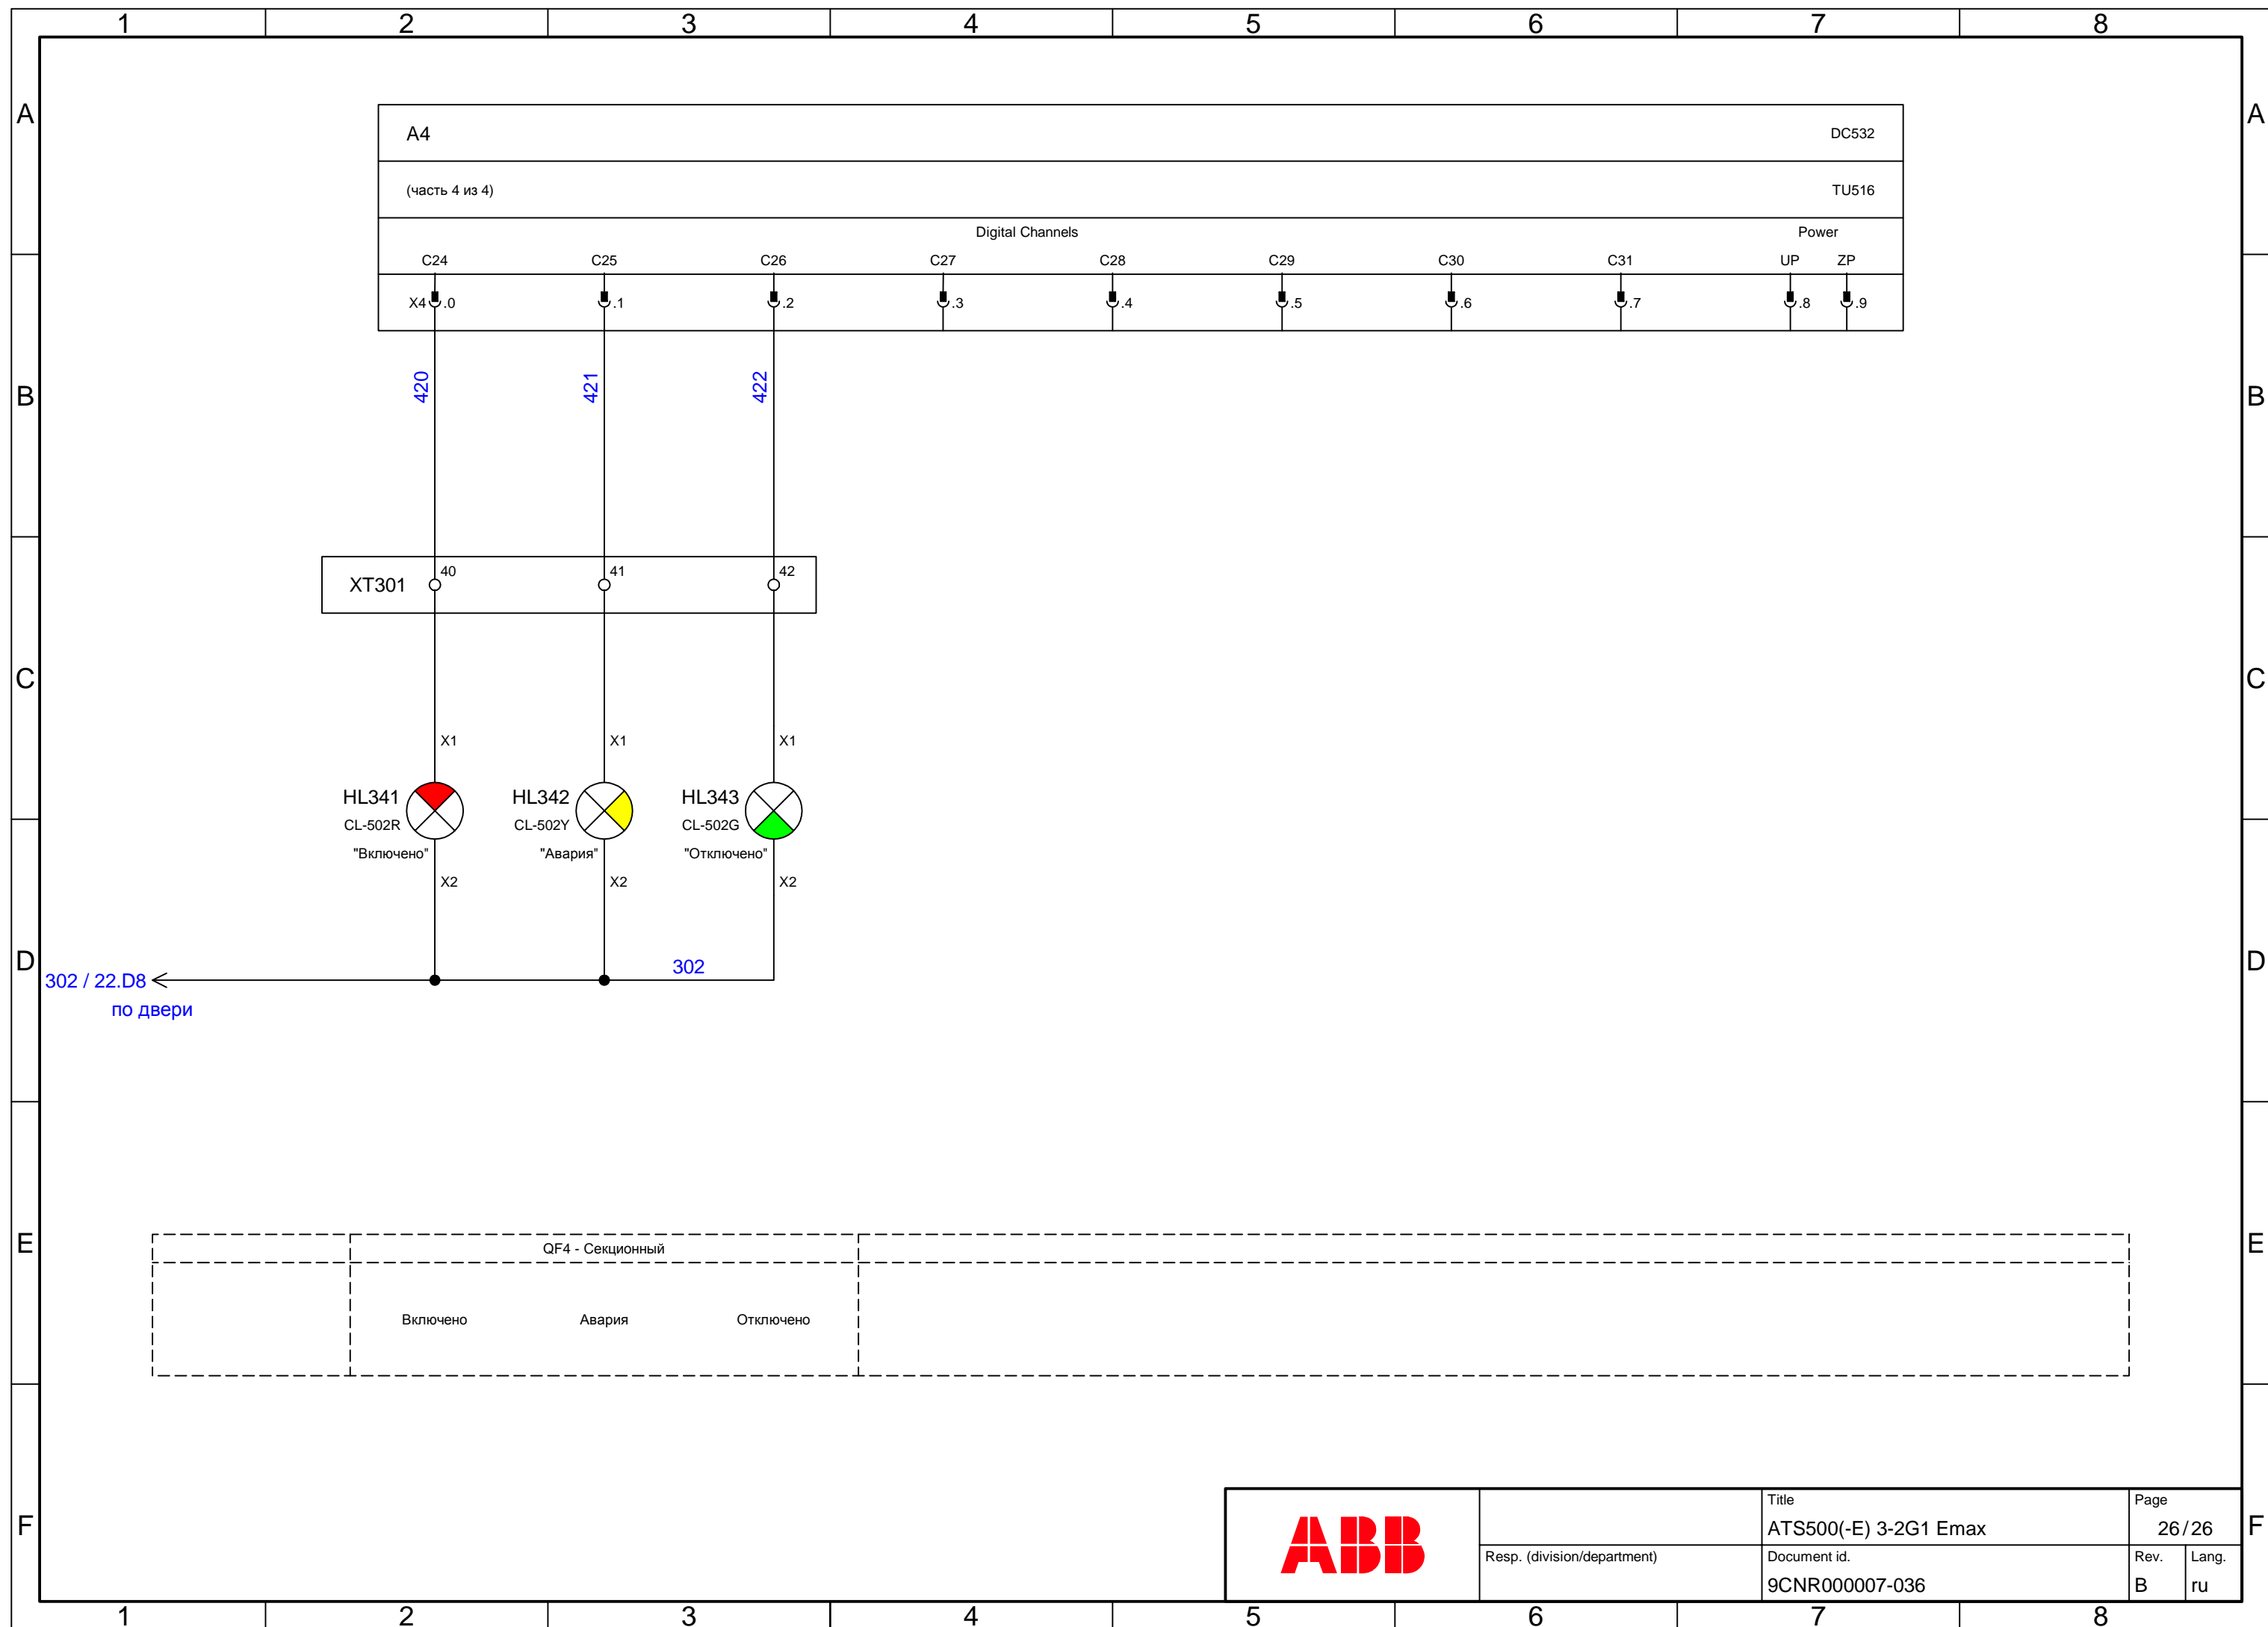 1 2 3 4 5 6 7 8
A A
A4 DC532
(часть 4 из 4) TU516
Digital Channels Power
C24 C25 C26 C27 C28 C29 C30 C31 UP ZP
X4 .0 .1 .2 .3 .4 .5 .6 .7 .8 .9
420 421 422
B B
XT301 40 41 42
C C
X1 X1 X1
HL341 HL342 HL343
CL-502R CL-502Y CL-502G
"Включено" "Авария" "Отключено"
X2 X2 X2
D D
302
302 / 22.D8
по двери
E E
QF4 - Секционный
Включено Авария Отключено
F F
ABB
Title Page
ATS500(-E) 3-2G1 Emax 26/26
Resp. (division/department) Document id. Rev. Lang.
9CNR000007-036 B ru
1 2 3 4 5 6 7 8